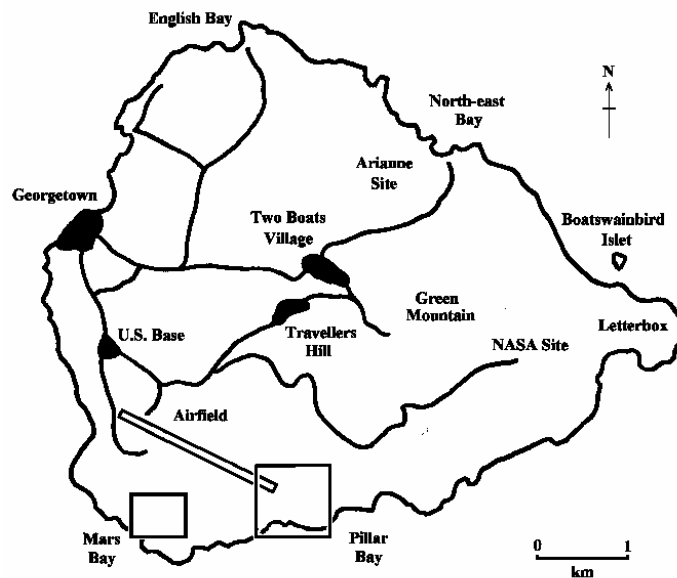 English Bay
N
North-east
Bay
Arianne
Site
Georgetown
Two Boats
Village
Boatswainbird
Islet
Green
Mountain
U.S. Base
Travellers
Hill
NASA Site
Letterbox
Airfield
Mars
Bay
Pillar
Bay
0 1
km